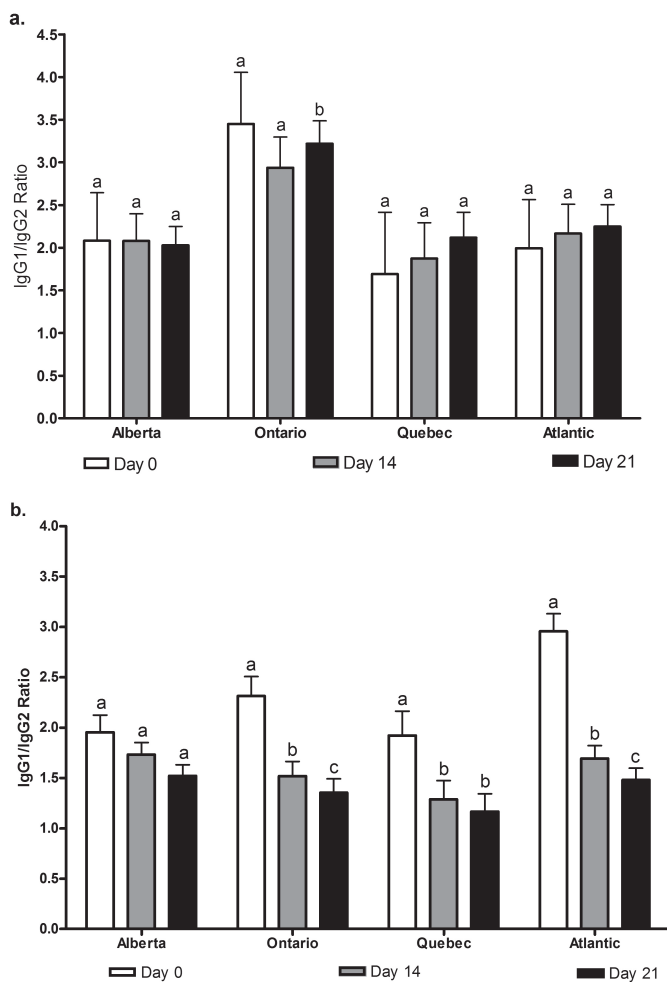 a.
4.5
4.0
3.5
3.0
2.5
2.0
1.5
1.0
0.5
0.0
IgG1/IgG2 Ratio
a a a
a a b
a a a
a a a
Alberta Ontario Quebec Atlantic
Day 0 Day 14 Day 21
b.
4.0
3.5
3.0
2.5
2.0
1.5
1.0
0.5
0.0
IgG1/IgG2 Ratio
a a a
a b c
a b b
a b c
Alberta Ontario Quebec Atlantic
Day 0 Day 14 Day 21